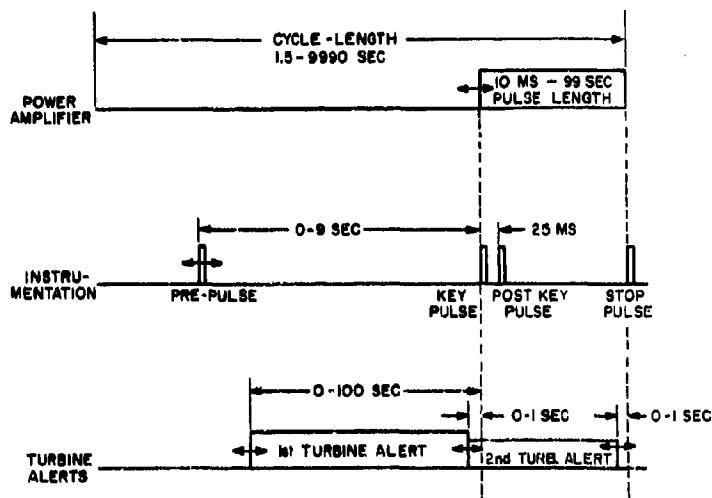 CYCLE-LENGTH
1.5-9990 SEC
10 MS - 99 SEC
PULSE LENGTH
POWER
AMPLIFIER
0-9 SEC
25 MS
INSTRU-
MENTATION
PRE-PULSE
KEY
PULSE
POST KEY
PULSE
STOP
PULSE
0-100 SEC
0-1 SEC
0-1 SEC
1st TURBINE ALERT
2nd TURB. ALERT
TURBINE
ALERTS